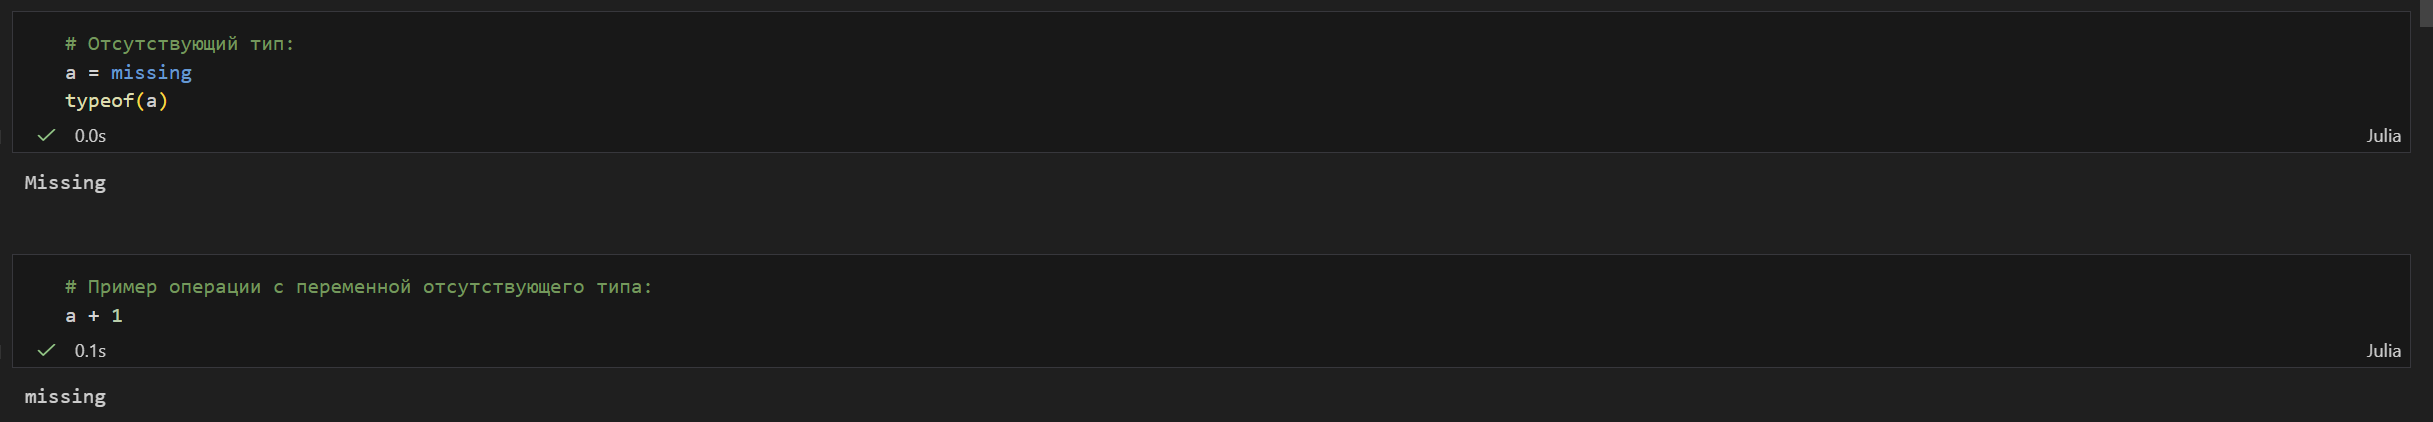 # Отсутствующий тип:
a = missing
typeof(a)
0.0s
Julia
Missing
# Пример операции с переменной отсутствующего типа:
a + 1
0.1s
Julia
missing